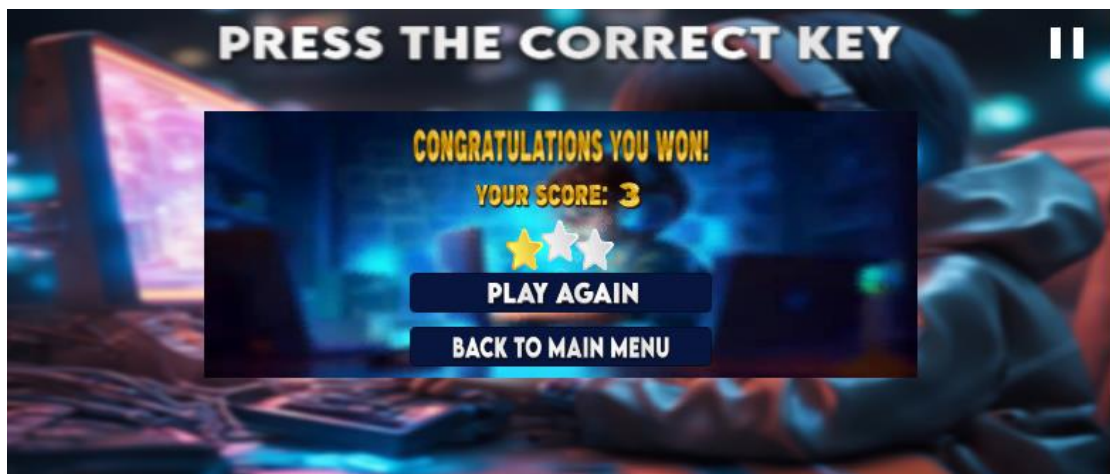 PRESS THE CORRECT KEY
CONGRATULATIONS YOU WON!
YOUR SCORE: 3
PLAY AGAIN
BACK TO MAIN MENU